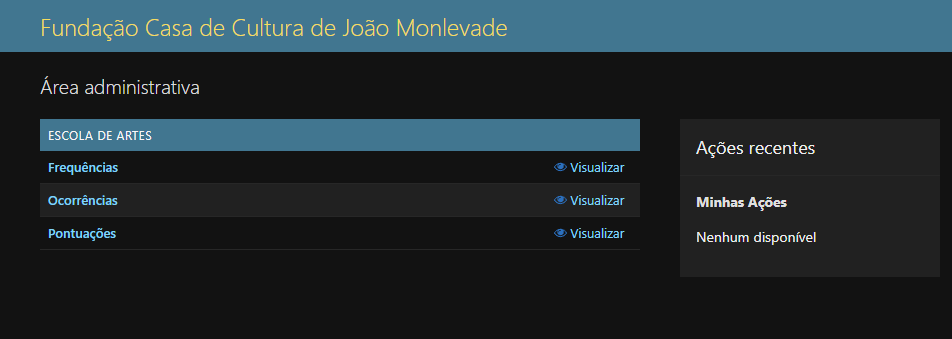 Fundação Casa de Cultura de João Monlevade
Área administrativa
ESCOLA DE ARTES
Frequências Visualizar
Ocorrências Visualizar
Pontuações Visualizar
Ações recentes
Minhas Ações
Nenhum disponível